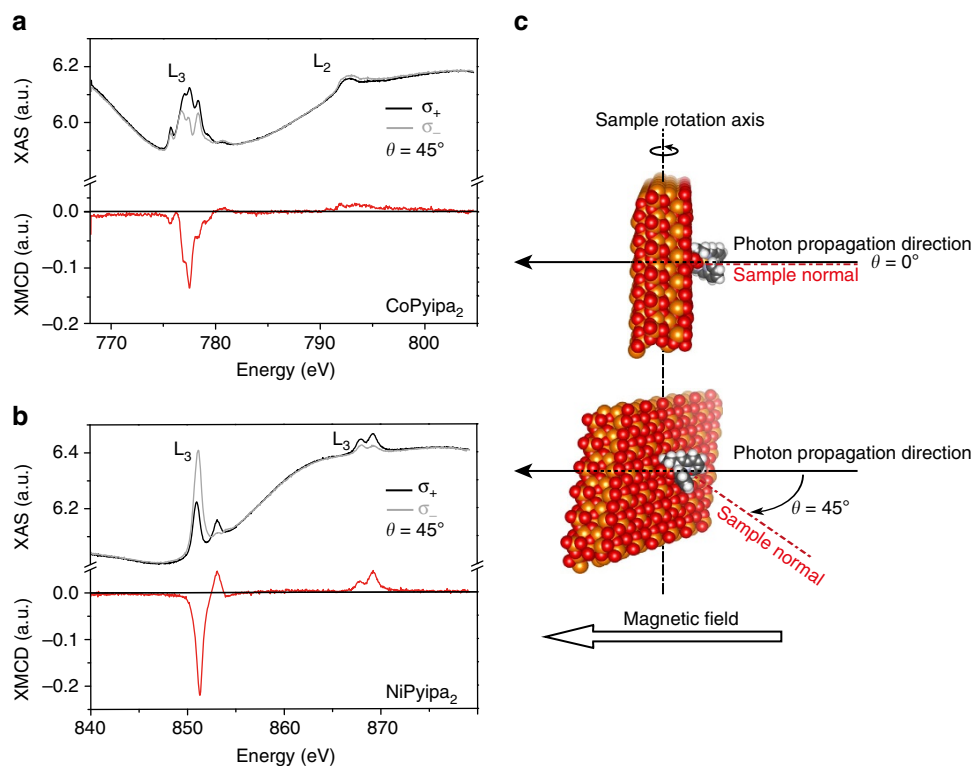 a
6.2
6.0
XAS (a.u.)
L3
L2
σ+
σ−
θ = 45°
0.0
−0.1
−0.2
XMCD (a.u.)
CoPyipa2
770
780
790
800
Energy (eV)
b
6.4
6.2
XAS (a.u.)
L3
L3
σ+
σ−
θ = 45°
0.0
−0.1
−0.2
XMCD (a.u.)
NiPyipa2
840
850
860
870
Energy (eV)
c
Sample rotation axis
Photon propagation direction
θ = 0°
Sample normal
Photon propagation direction
θ = 45°
Sample normal
Magnetic field